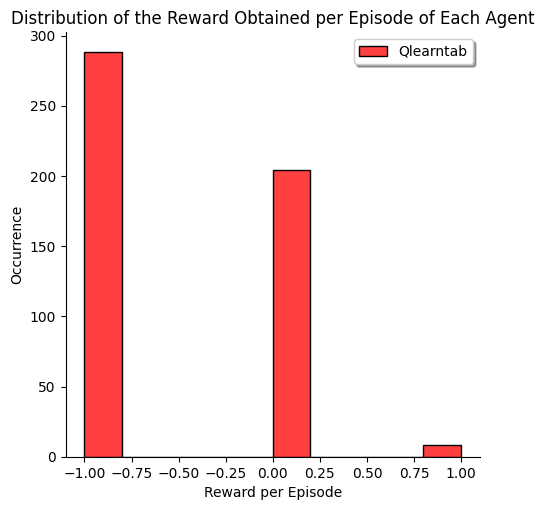 Distribution of the Reward Obtained per Episode of Each Agent
Qlearntab
300
250
200
150
100
50
0
Occurrence
−1.00 −0.75 −0.50 −0.25 0.00 0.25 0.50 0.75 1.00
Reward per Episode